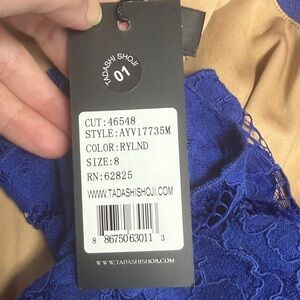 TADASHI SHOJI
01
CUT:46548
STYLE:AYV17735M
COLOR:RYLND
SIZE:8
RN:62825
WWW.TADASHISHOJI.COM
8 86750 63011 3
WWW.TADASHISHOJI.COM